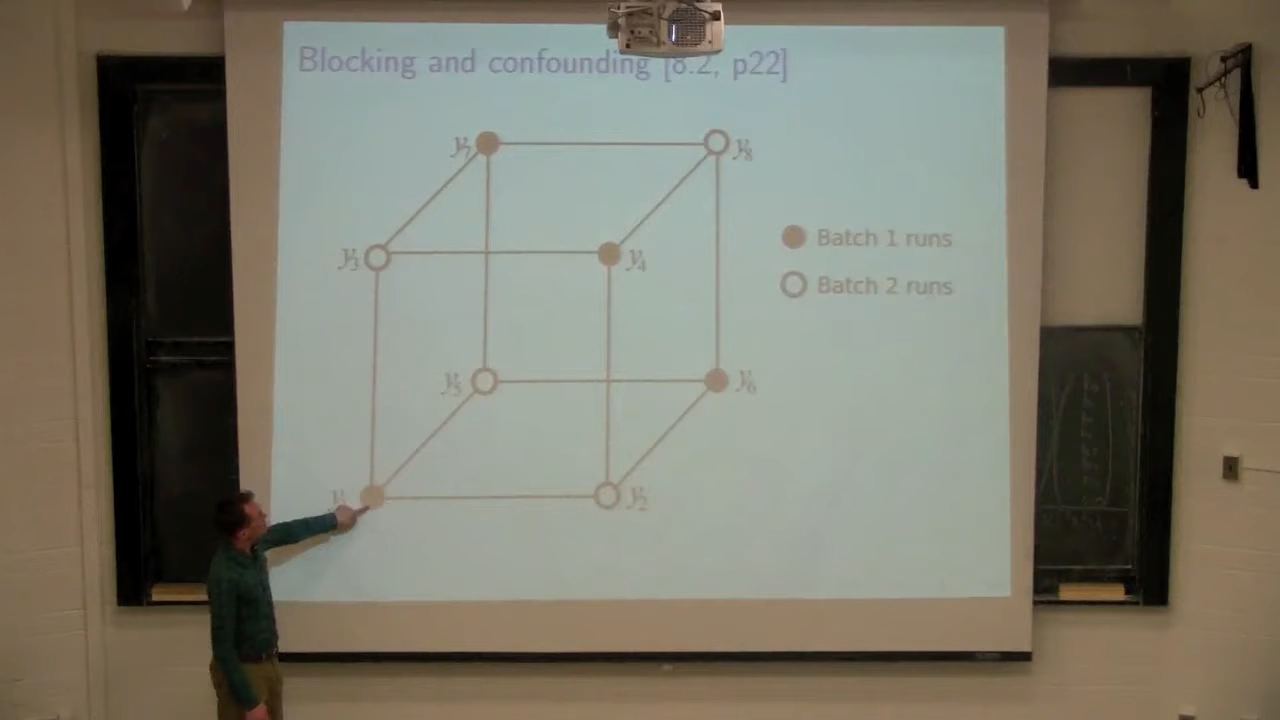 Blocking and confounding [8.2, p22]
y7
y8
y3
y4
Batch 1 runs
Batch 2 runs
y5
y6
y2